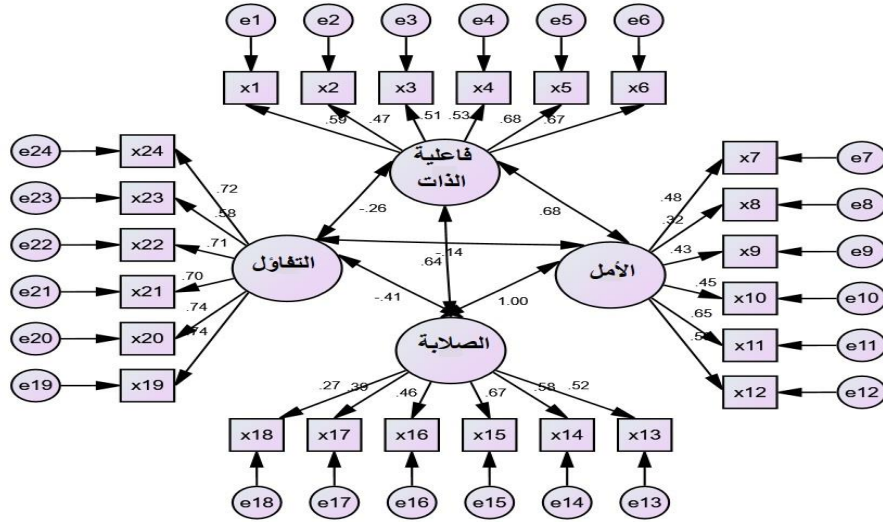 e1 e2 e3 e4 e5 e6
x1 x2 x3 x4 x5 x6
.59 .47 .51 .53 .68 .67
فاعلية
الذات
e24 x24 x7 e7
e23 x23 x8 e8
e22 x22 x9 e9
e21 x21 x10 e10
e20 x20 x11 e11
e19 x19 x12 e12
.72
.58
.71
.70
.74
.74
.48
.32
.43
.45
.65
-.26
.68
-.14
.64
-.41
1.00
التفاؤل
الأمل
الصلابة
.27 .39 .46 .67 .58 .52
x18 x17 x16 x15 x14 x13
e18 e17 e16 e15 e14 e13